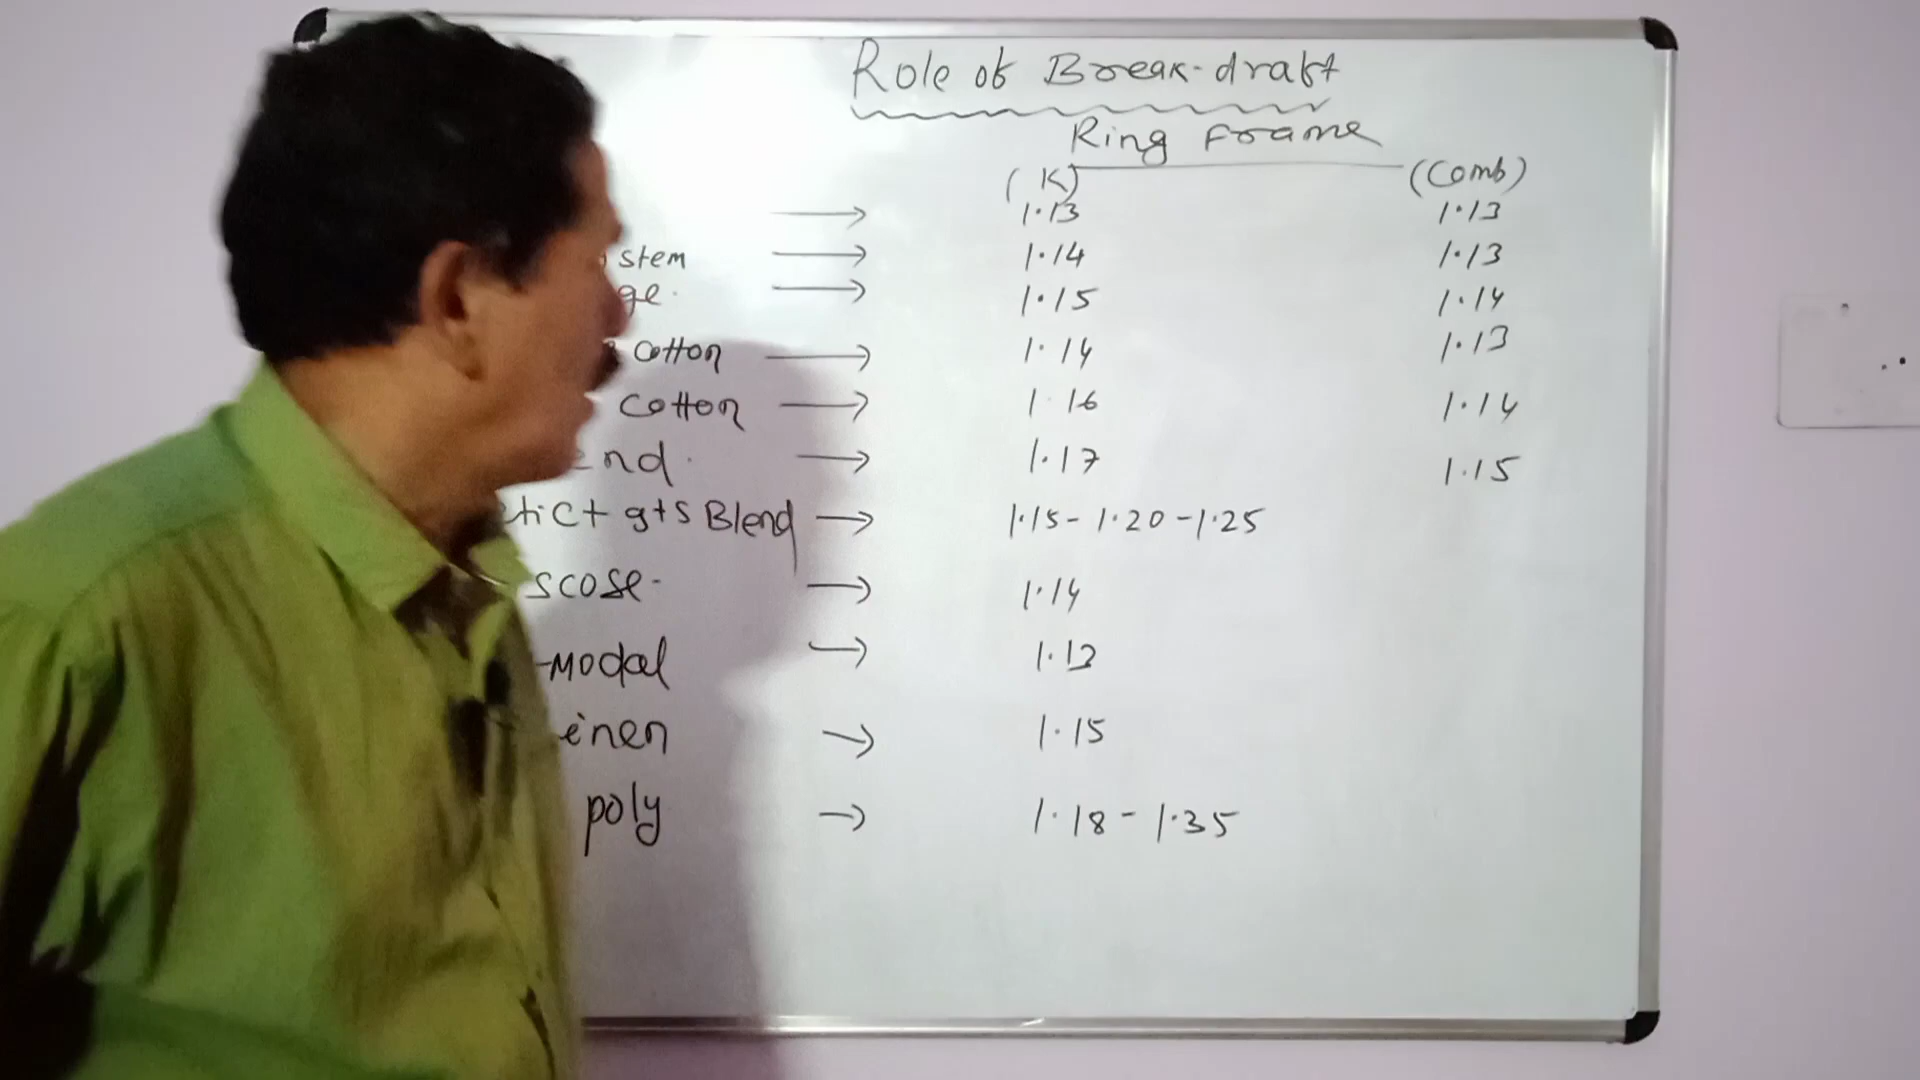 Role of Break-draft
Ring Frame
(K) (Comb)
→ 1.13 1.13
stem → 1.14 1.13
ge. → 1.15 1.14
Cotton → 1.14 1.13
Cotton → 1.16 1.14
end. → 1.17 1.15
tic + gts Blend → 1.15 - 1.20 - 1.25
scose- → 1.14
-Modal → 1.13
inen → 1.15
poly → 1.18 - 1.35